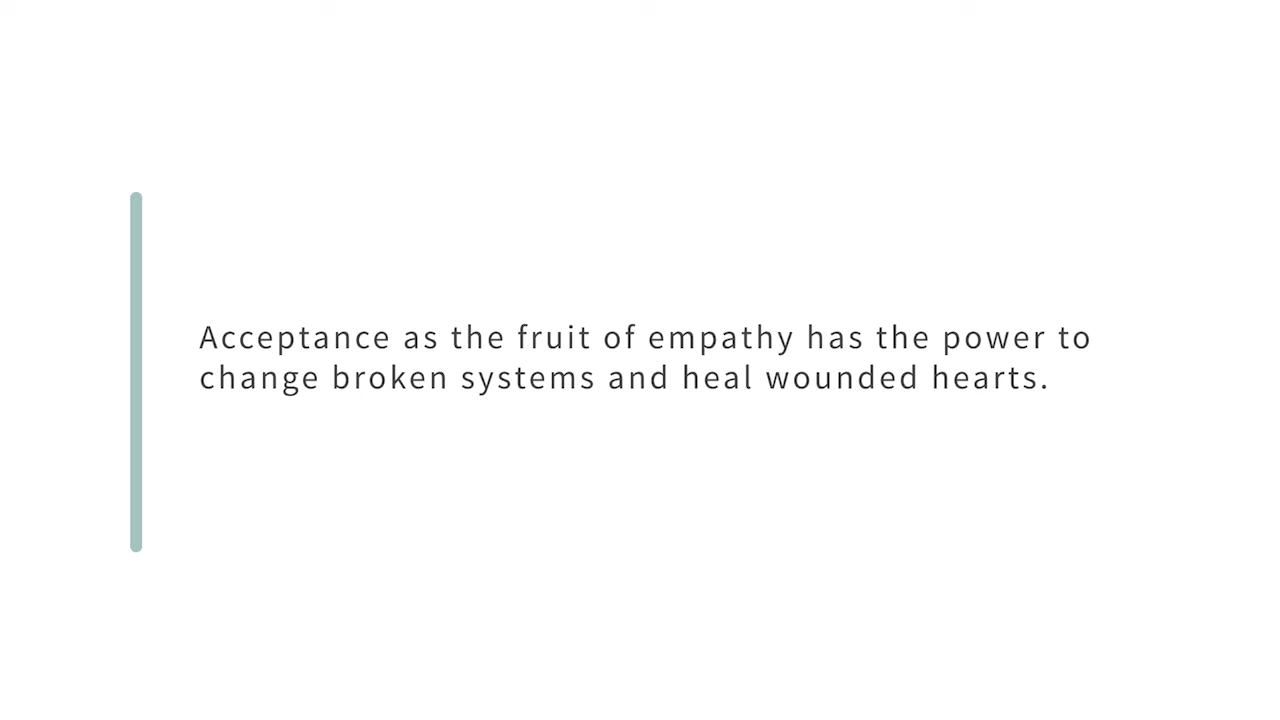 Acceptance as the fruit of empathy has the power to
change broken systems and heal wounded hearts.